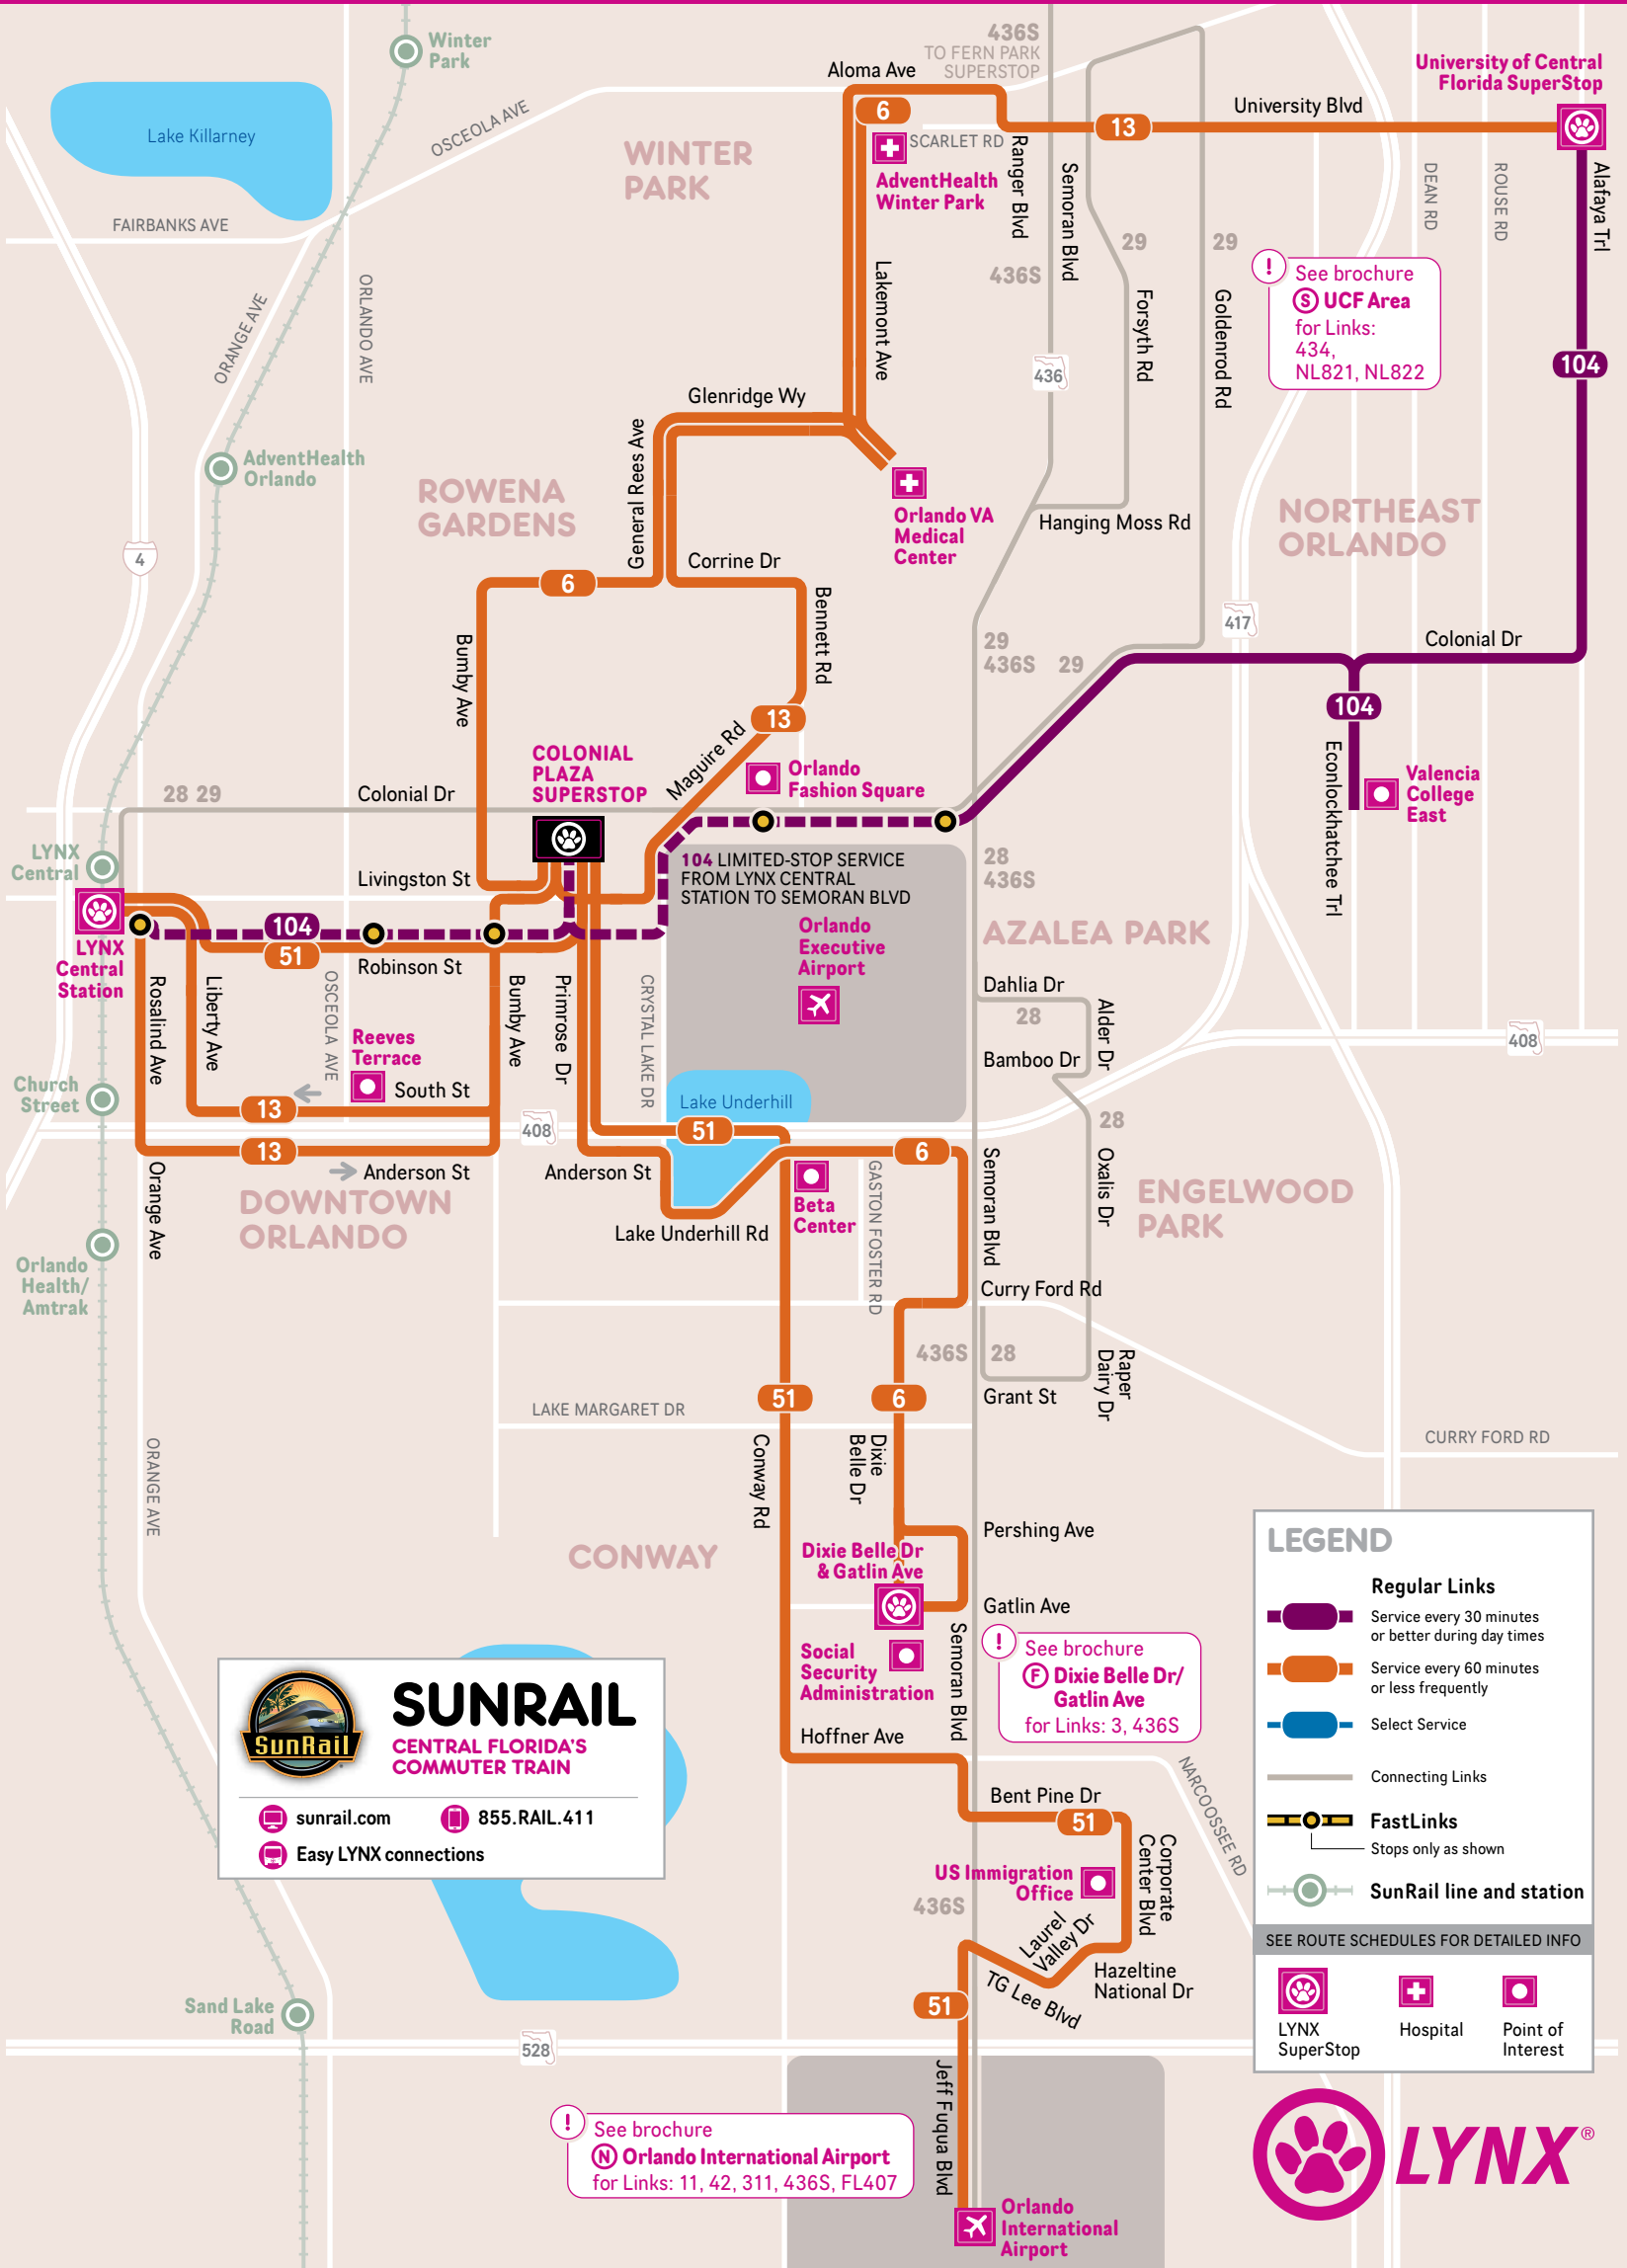 Winter
Park
436S
TO FERN PARK
SUPERSTOP
Aloma Ave
University of Central
Florida SuperStop
6
13
University Blvd
Lake Killarney
OSCEOLA AVE
WINTER
PARK
SCARLET RD
AdventHealth
Winter Park
Ranger Blvd
Semoran Blvd
DEAN RD
ROUSE RD
Alafaya Trl
FAIRBANKS AVE
29
29
436S
Lakemont Ave
Forsyth Rd
Goldenrod Rd
!
See brochure
S UCF Area
for Links:
434,
NL821, NL822
ORANGE AVE
ORLANDO AVE
436
104
Glenridge Wy
General Rees Ave
AdventHealth
Orlando
ROWENA
GARDENS
Orlando VA
Medical
Center
Hanging Moss Rd
NORTHEAST
ORLANDO
4
6
Corrine Dr
Bennett Rd
Bumby Ave
417
29
436S
29
Colonial Dr
104
13
Maguire Rd
COLONIAL
PLAZA
SUPERSTOP
Orlando
Fashion Square
Econlockhatchee Trl
Valencia
College
East
28 29
Colonial Dr
LYNX
Central
Livingston St
104 LIMITED-STOP SERVICE
FROM LYNX CENTRAL
STATION TO SEMORAN BLVD
28
436S
LYNX
Central
Station
104
51
Robinson St
Orlando
Executive
Airport
AZALEA PARK
Rosalind Ave
Liberty Ave
OSCEOLA AVE
Bumby Ave
Primrose Dr
CRYSTAL LAKE DR
Dahlia Dr
28
Alder Dr
Reeves
Terrace
Bamboo Dr
408
Church
Street
South St
13
Lake Underhill
408
51
28
13
Anderson St
Anderson St
6
Orange Ave
DOWNTOWN
ORLANDO
Beta
Center
GASTON FOSTER RD
Semoran Blvd
Oxalis Dr
ENGELWOOD
PARK
Lake Underhill Rd
Orlando
Health/
Amtrak
Curry Ford Rd
436S
28
Raper
Dairy Dr
51
6
Grant St
LAKE MARGARET DR
CURRY FORD RD
ORANGE AVE
Conway Rd
Dixie
Belle Dr
Pershing Ave
CONWAY
Dixie Belle Dr
& Gatlin Ave
Gatlin Ave
Social
Security
Administration
Semoran Blvd
!
See brochure
F Dixie Belle Dr/
Gatlin Ave
for Links: 3, 436S
Hoffner Ave
NARCOOSSEE RD
SunRail
SUNRAIL
CENTRAL FLORIDA'S
COMMUTER TRAIN
sunrail.com
855.RAIL.411
Easy LYNX connections
Bent Pine Dr
51
Corporate
Center Blvd
US Immigration
Office
436S
Laurel
Valley Dr
Hazeltine
National Dr
TG Lee Blvd
51
Sand Lake
Road
528
Jeff Fuqua Blvd
!
See brochure
N Orlando International Airport
for Links: 11, 42, 311, 436S, FL407
Orlando
International
Airport
LEGEND
Regular Links
Service every 30 minutes
or better during day times
Service every 60 minutes
or less frequently
Select Service
Connecting Links
FastLinks
Stops only as shown
SunRail line and station
SEE ROUTE SCHEDULES FOR DETAILED INFO
LYNX
SuperStop
Hospital
Point of
Interest
LYNX®